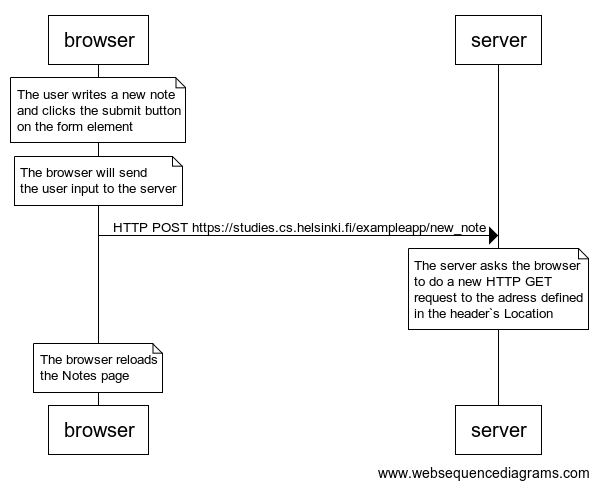 browser
server
The user writes a new note
and clicks the submit button
on the form element
The browser will send
the user input to the server
HTTP POST https://studies.cs.helsinki.fi/exampleapp/new_note
The server asks the browser
to do a new HTTP GET
request to the adress defined
in the header`s Location
The browser reloads
the Notes page
browser
server
www.websequencediagrams.com